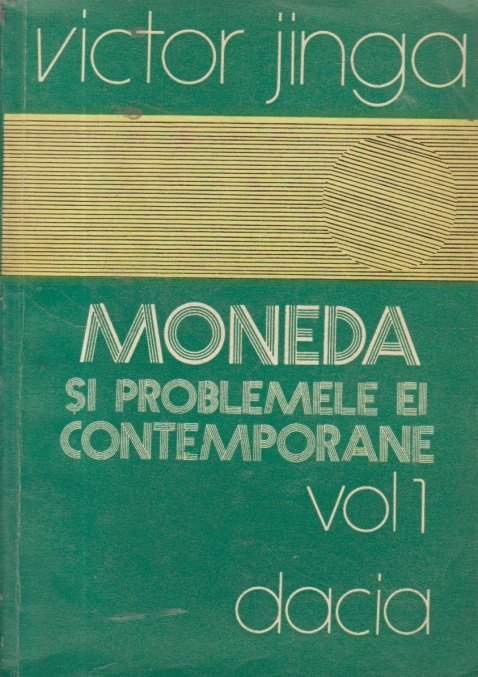 victor jinga
MONEDA
ȘI PROBLEMELE EI
CONTEMPORANE
vol 1
dacia